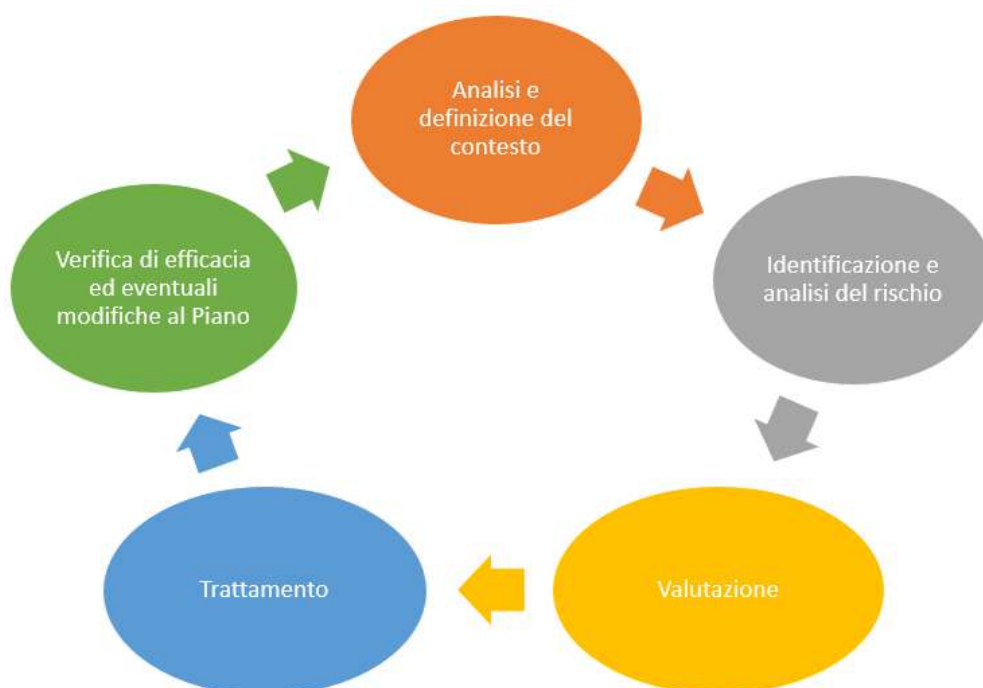 Analisi e
definizione del
contesto
Identificazione e
analisi del rischio
Valutazione
Trattamento
Verifica di efficacia
ed eventuali
modifiche al Piano